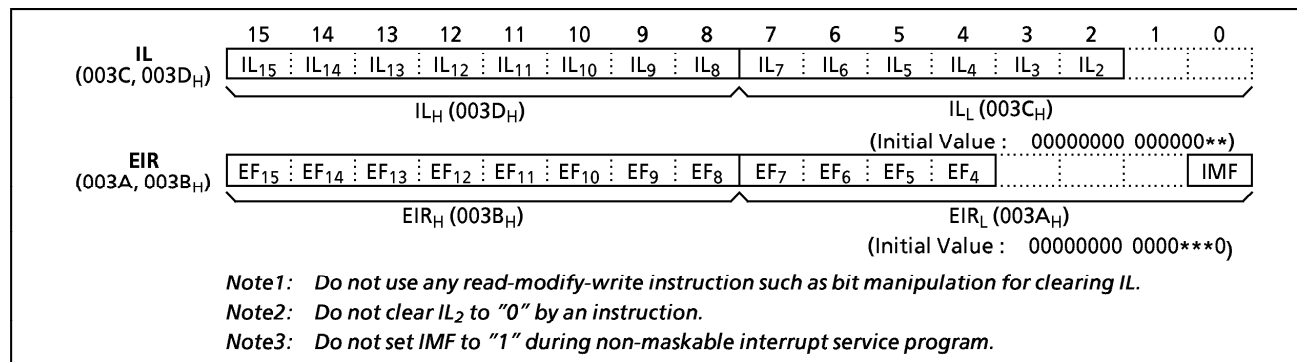 15 14 13 12 11 10 9 8 7 6 5 4 3 2 1 0
IL
(003C, 003DH)
IL15 IL14 IL13 IL12 IL11 IL10 IL9 IL8 IL7 IL6 IL5 IL4 IL3 IL2
ILH (003DH) ILL (003CH)
(Initial Value : 00000000 000000**)
EIR
(003A, 003BH)
EF15 EF14 EF13 EF12 EF11 EF10 EF9 EF8 EF7 EF6 EF5 EF4 IMF
EIRH (003BH) EIRL (003AH)
(Initial Value : 00000000 0000***0)
Note1: Do not use any read-modify-write instruction such as bit manipulation for clearing IL.
Note2: Do not clear IL2 to "0" by an instruction.
Note3: Do not set IMF to "1" during non-maskable interrupt service program.